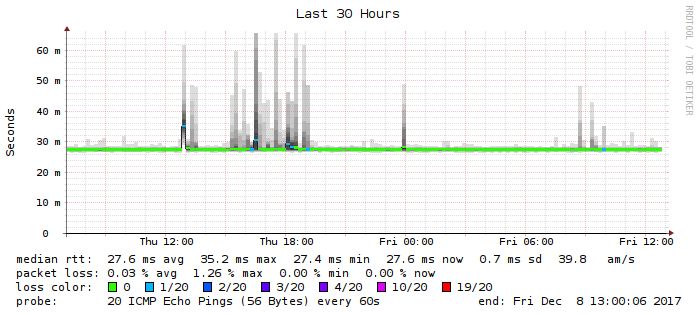 Last 30 Hours
RRDTOOL / TOBI OETIKER
Seconds
60 m
50 m
40 m
30 m
20 m
10 m
0
Thu 12:00 Thu 18:00 Fri 00:00 Fri 06:00 Fri 12:00
median rtt: 27.6 ms avg 35.2 ms max 27.4 ms min 27.6 ms now 0.7 ms sd 39.8 am/s
packet loss: 0.03 % avg 1.26 % max 0.00 % min 0.00 % now
loss color: 0 1/20 2/20 3/20 4/20 10/20 19/20
probe: 20 ICMP Echo Pings (56 Bytes) every 60s end: Fri Dec 8 13:00:06 2017